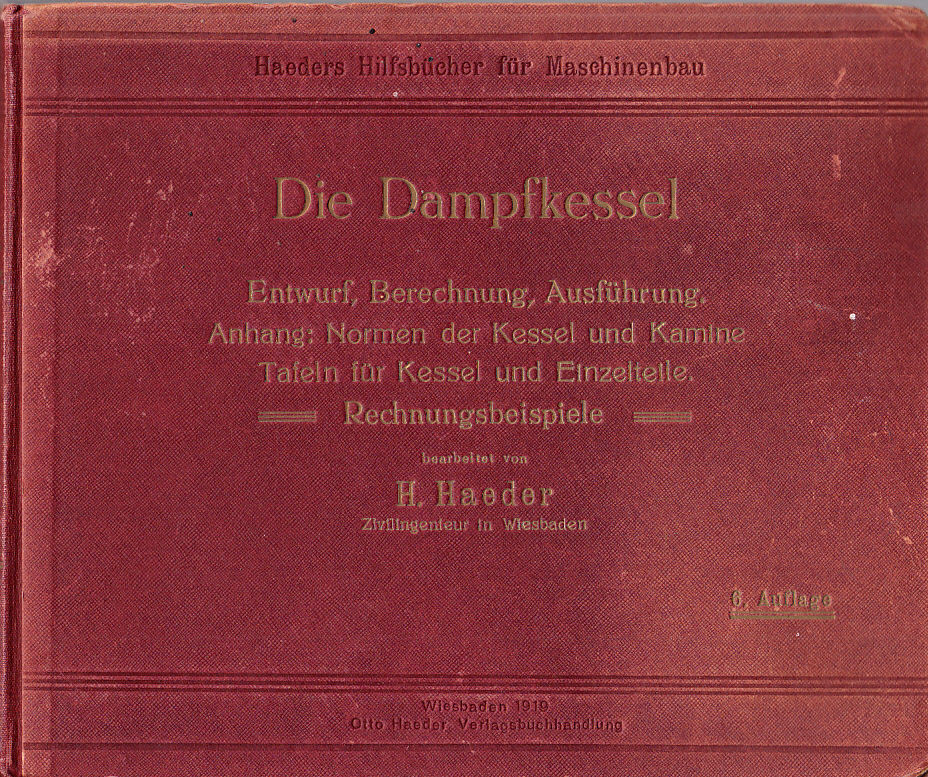 Haeders Hilfsbücher für Maschinenbau
Die Dampfkessel
Entwurf, Berechnung, Ausführung.
Anhang: Normen der Kessel und Kamine
Tafeln für Kessel und Einzelteile.
Rechnungsbeispiele
bearbeitet von
H. Haeder
Zivilingenieur in Wiesbaden
6. Auflage
Wiesbaden 1919
Otto Haeder, Verlagsbuchhandlung